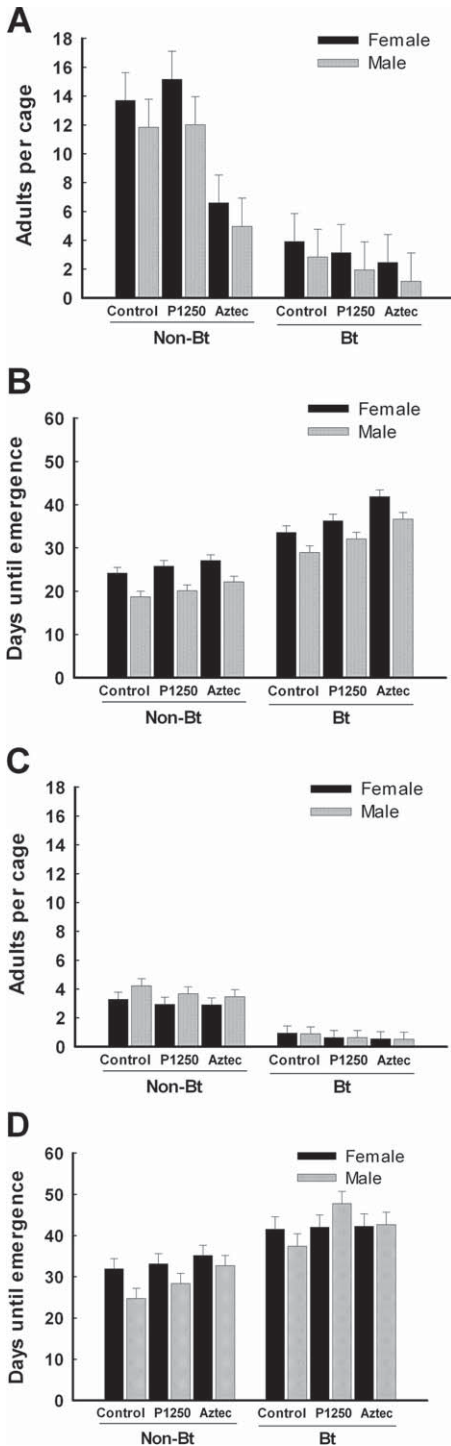 A
18
16
14
12
10
8
6
4
2
0
Adults per cage
Female
Male
Control P1250 Aztec Control P1250 Aztec
Non-Bt Bt
B
60
50
40
30
20
10
0
Days until emergence
Female
Male
Control P1250 Aztec Control P1250 Aztec
Non-Bt Bt
C
18
16
14
12
10
8
6
4
2
0
Adults per cage
Female
Male
Control P1250 Aztec Control P1250 Aztec
Non-Bt Bt
D
60
50
40
30
20
10
0
Days until emergence
Female
Male
Control P1250 Aztec Control P1250 Aztec
Non-Bt Bt